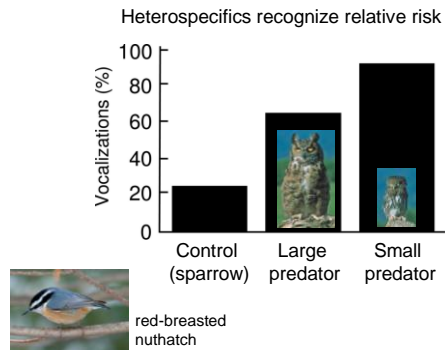 Heterospecifics recognize relative risk
Vocalizations (%)
100
80
60
40
20
0
Control
(sparrow)
Large
predator
Small
predator
red-breasted
nuthatch